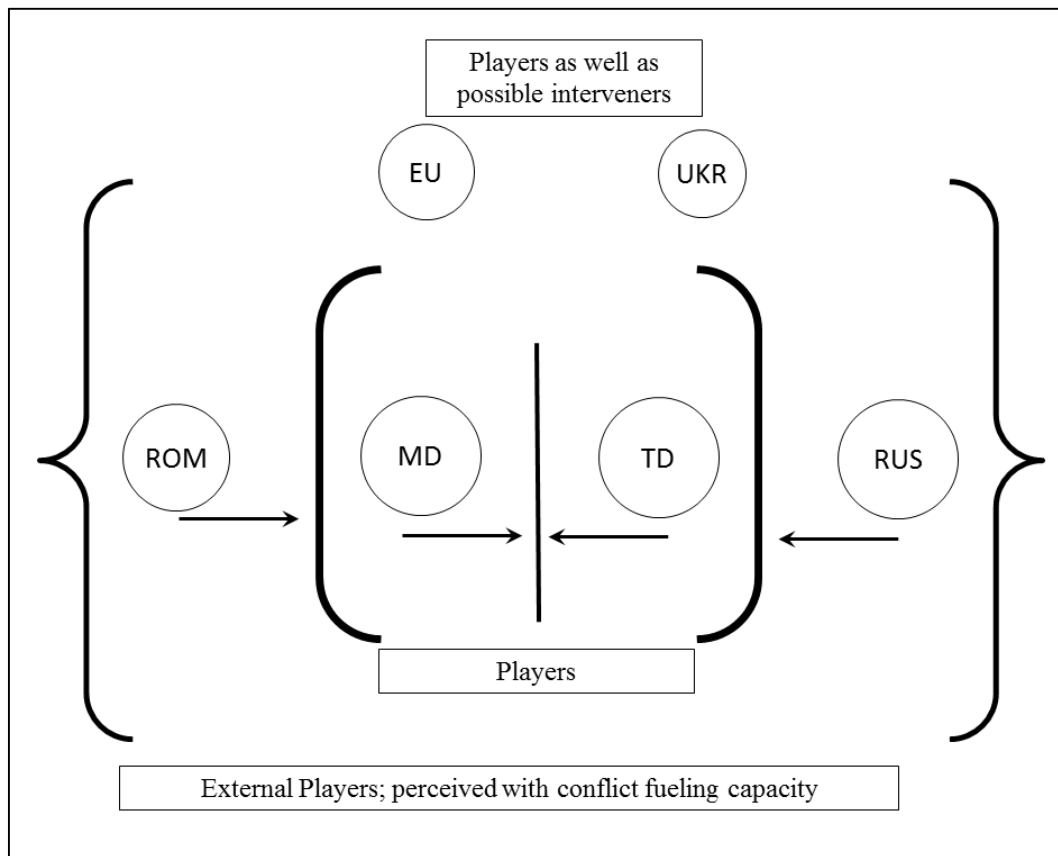 Players as well as
possible interveners
EU
UKR
ROM
MD
TD
RUS
Players
External Players; perceived with conflict fueling capacity